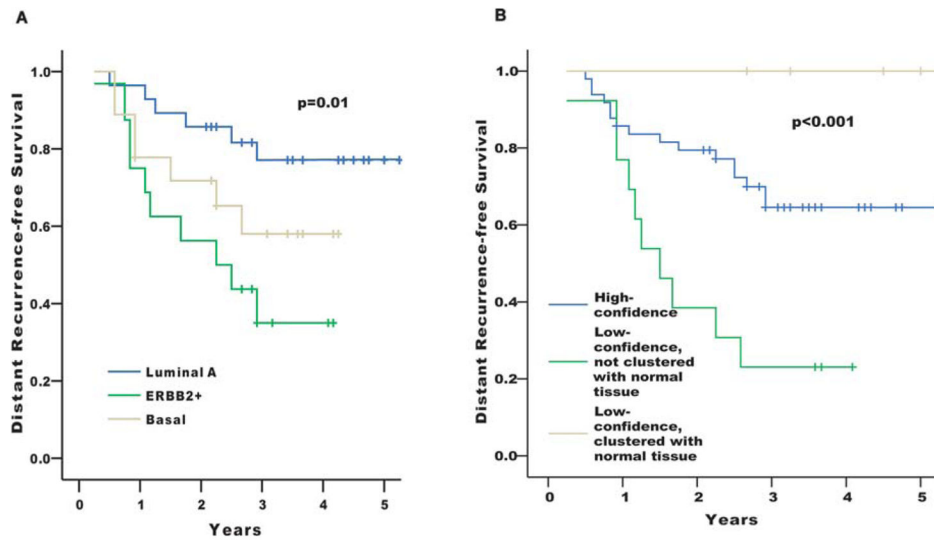 A
Distant Recurrence-free Survival
1.0
0.8
0.6
0.4
0.2
0.0
p=0.01
Luminal A
ERBB2+
Basal
0 1 2 3 4 5
Years
B
Distant Recurrence-free Survival
1.0
0.8
0.6
0.4
0.2
0.0
p<0.001
High-
confidence
Low-
confidence,
not clustered
with normal
tissue
Low-
confidence,
clustered with
normal tissue
0 1 2 3 4 5
Years